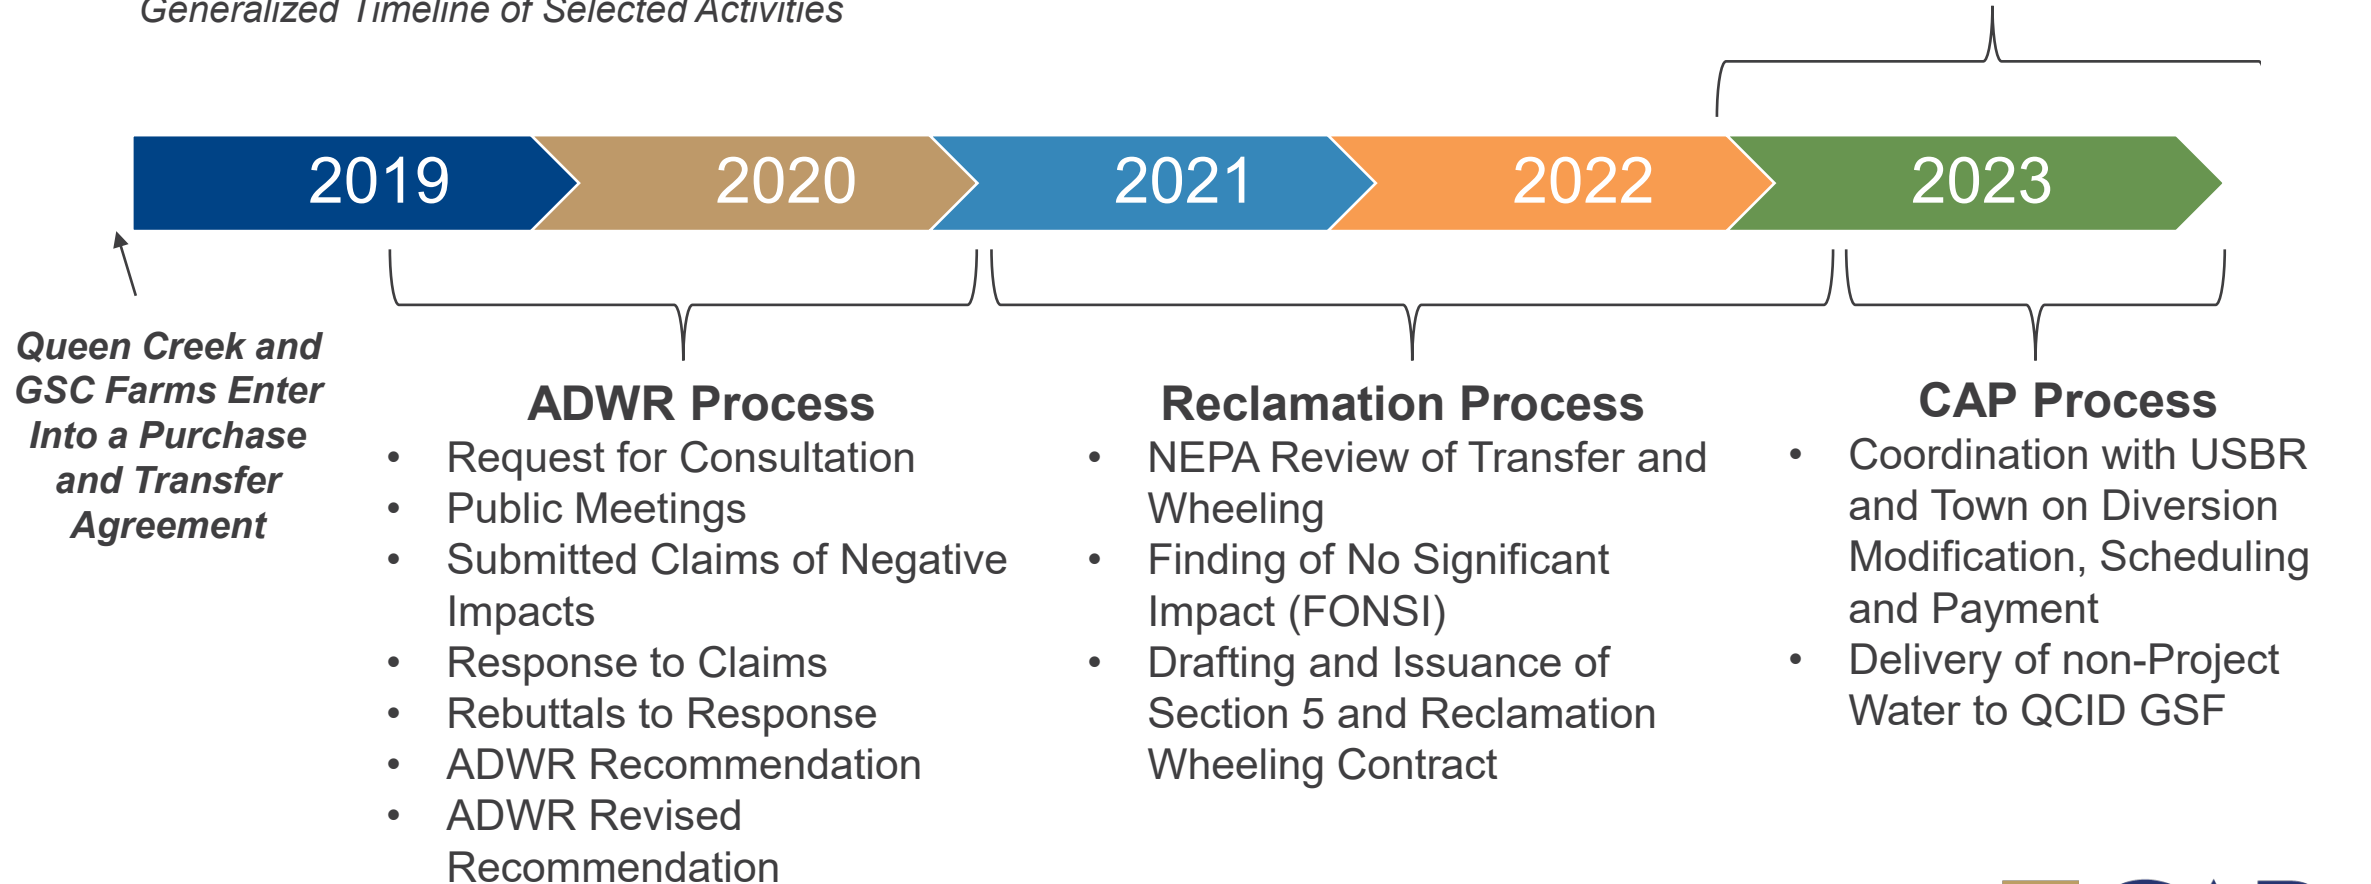 Generalized Timeline of Selected Activities
2019
2020
2021
2022
2023
Queen Creek and
GSC Farms Enter
Into a Purchase
and Transfer
Agreement
ADWR Process
• Request for Consultation
• Public Meetings
• Submitted Claims of Negative
Impacts
• Response to Claims
• Rebuttals to Response
• ADWR Recommendation
• ADWR Revised
Recommendation
Reclamation Process
• NEPA Review of Transfer and
Wheeling
• Finding of No Significant
Impact (FONSI)
• Drafting and Issuance of
Section 5 and Reclamation
Wheeling Contract
CAP Process
• Coordination with USBR
and Town on Diversion
Modification, Scheduling
and Payment
• Delivery of non-Project
Water to QCID GSF